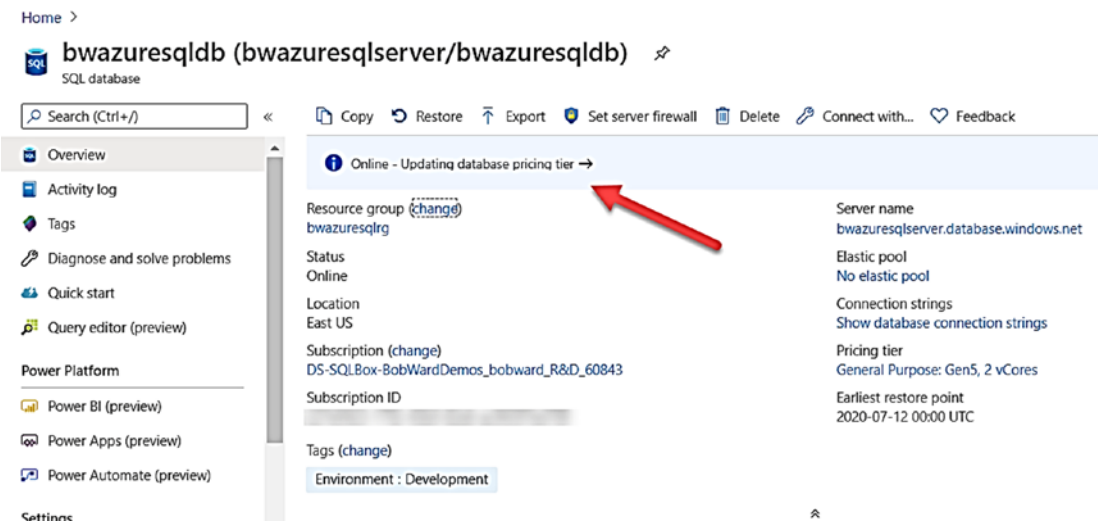 Home >
bwazuresqldb (bwazuresqlserver/bwazuresqldb)
SQL
SQL database
Search (Ctrl+/)
«
Copy Restore Export Set server firewall Delete Connect with... Feedback
Overview
Activity log
Tags
Diagnose and solve problems
Quick start
Query editor (preview)
Power Platform
Power BI (preview)
Power Apps (preview)
Power Automate (preview)
Settings
Online - Updating database pricing tier →
Resource group (change)
bwazuresqlrg
Status
Online
Location
East US
Subscription (change)
DS-SQLBox-BobWardDemos_bobward_R&D_60843
Subscription ID
Tags (change)
Environment : Development
Server name
bwazuresqlserver.database.windows.net
Elastic pool
No elastic pool
Connection strings
Show database connection strings
Pricing tier
General Purpose: Gen5, 2 vCores
Earliest restore point
2020-07-12 00:00 UTC